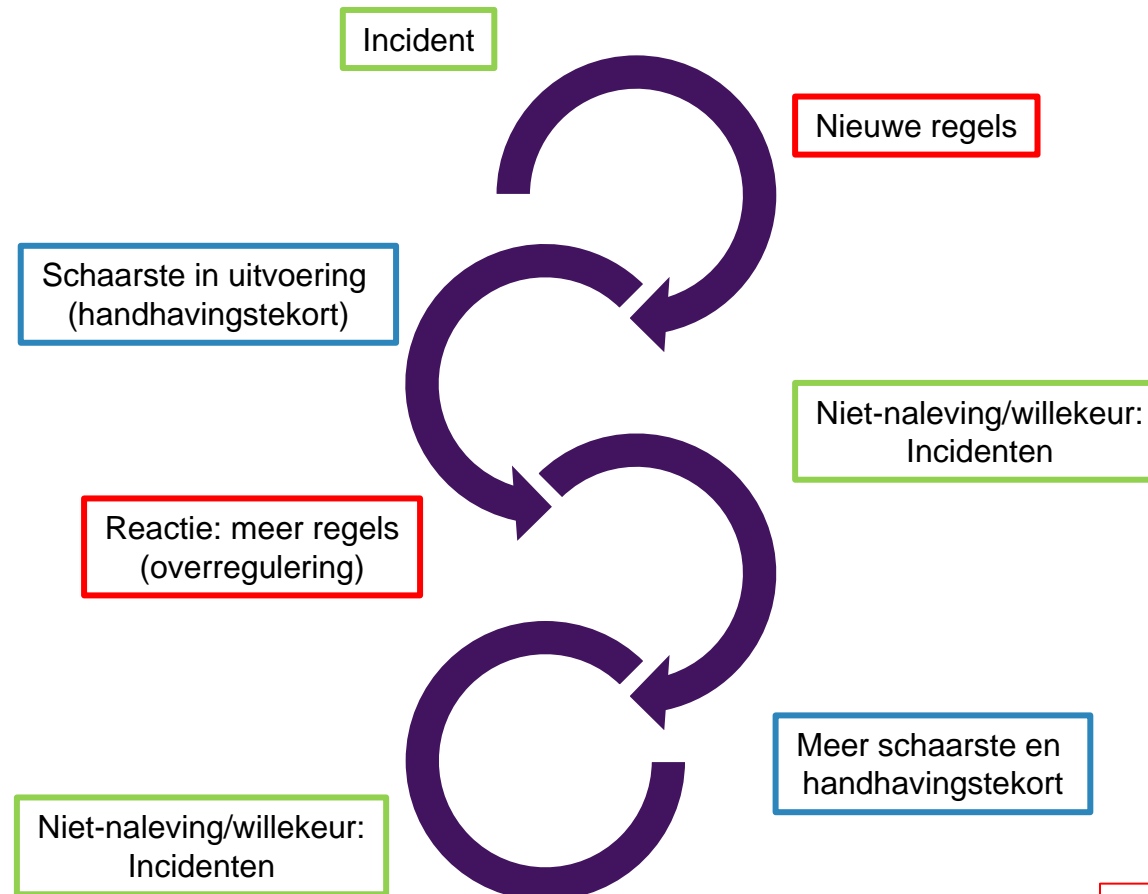 Incident
Nieuwe regels
Schaarste in uitvoering
(handhavingstekort)
Niet-naleving/willekeur:
Incidenten
Reactie: meer regels
(overregulering)
Meer schaarste en
handhavingstekort
Niet-naleving/willekeur:
Incidenten